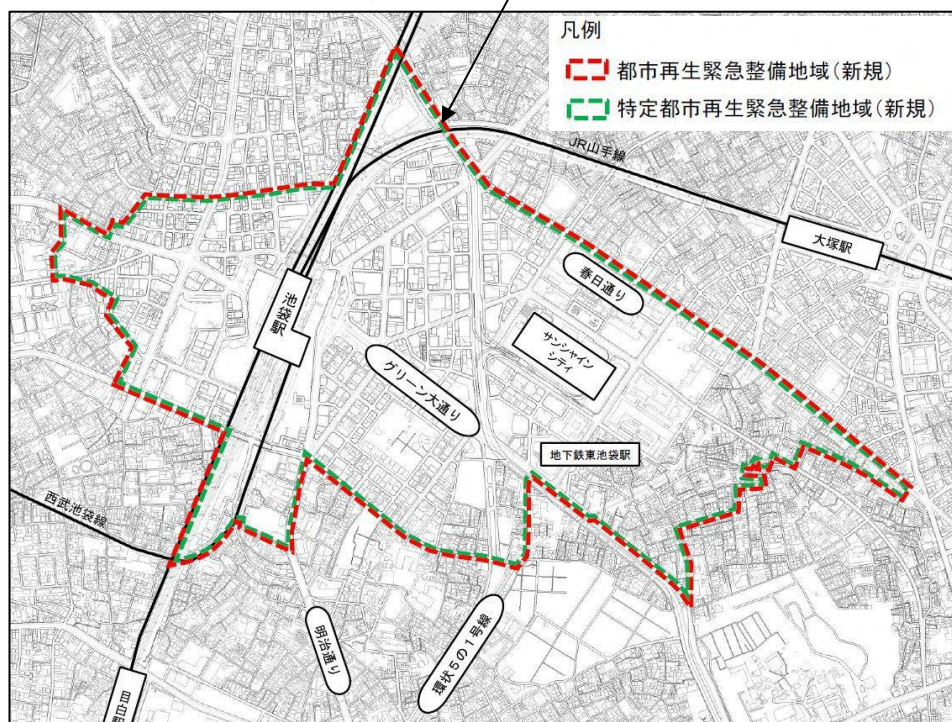 凡例
都市再生緊急整備地域(新規)
特定都市再生緊急整備地域(新規)
JR山手線
大塚駅
春日通り
池袋駅
サンシャイン
シティ
グリーン大通り
地下鉄東池袋駅
西武池袋線
明治通り
環状5の1号線
目白駅